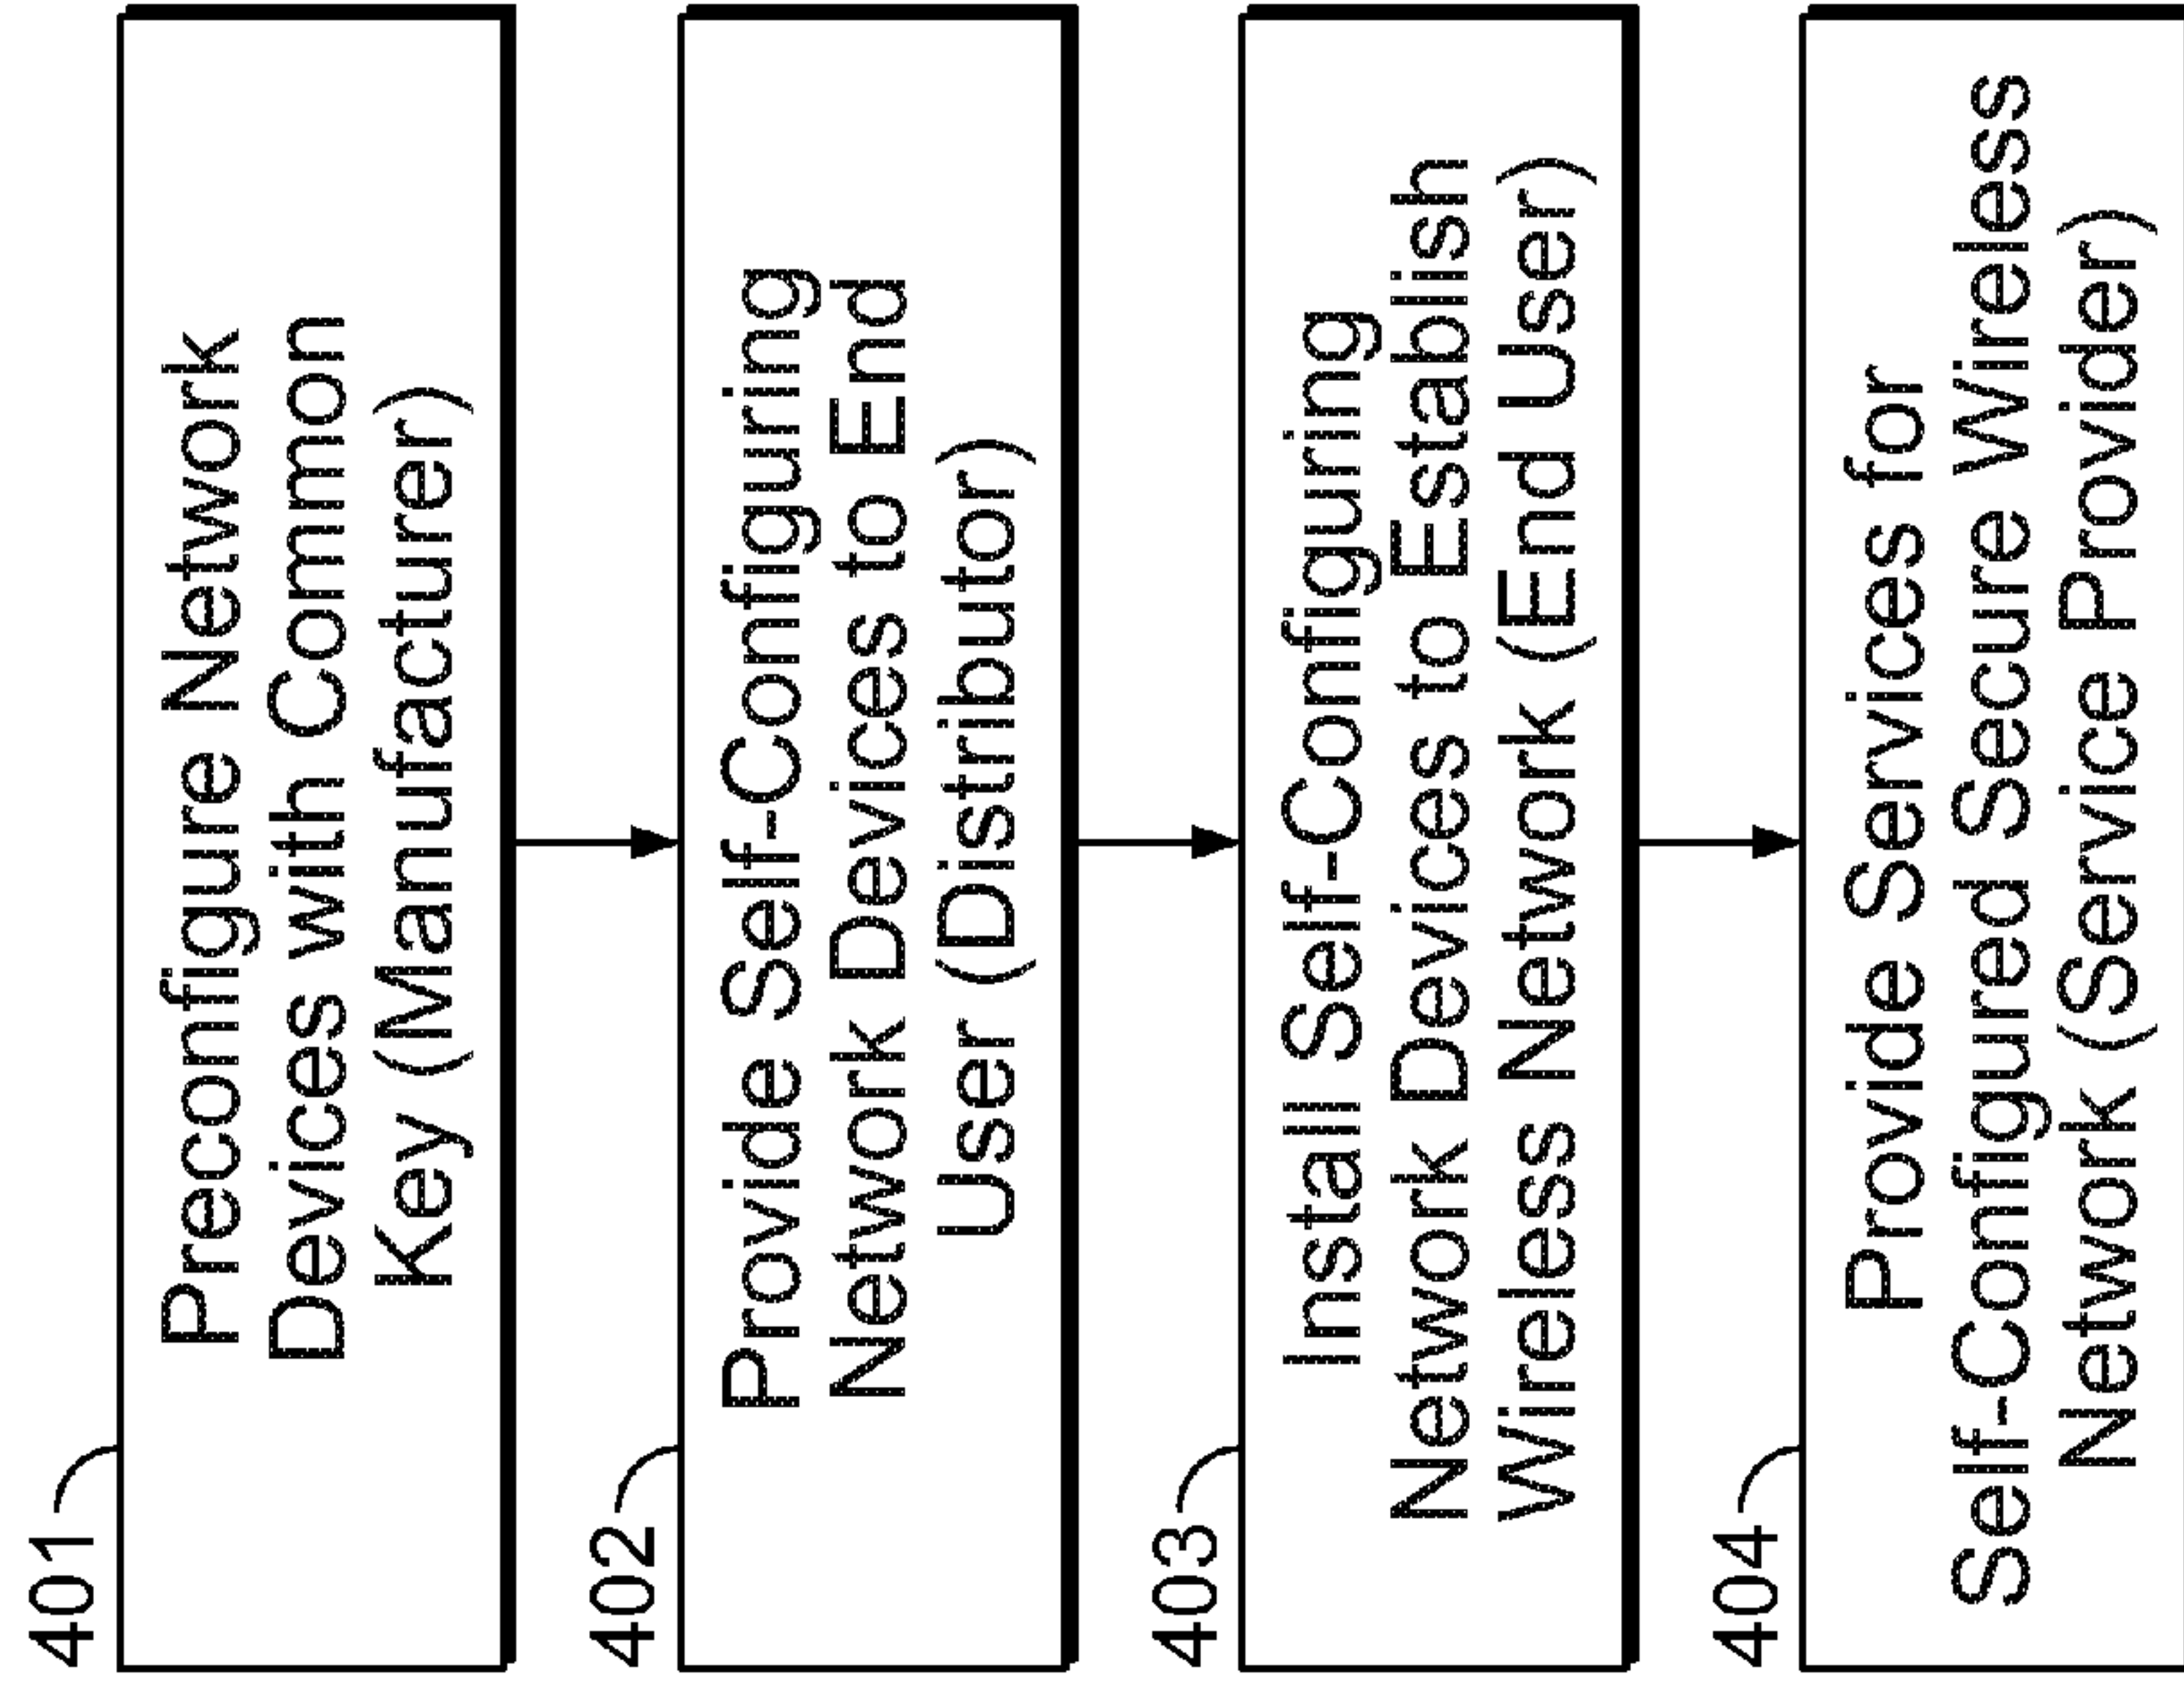 401
Preconfigure Network
Devices with Common
Key (Manufacturer)
402
Provide Self-Configuring
Network Devices to End
User (Distributor)
403
Install Self-Configuring
Network Devices to Establish
Wireless Network (End User)
404
Provide Services for
Self-Configured Secure Wireless
Network (Service Provider)